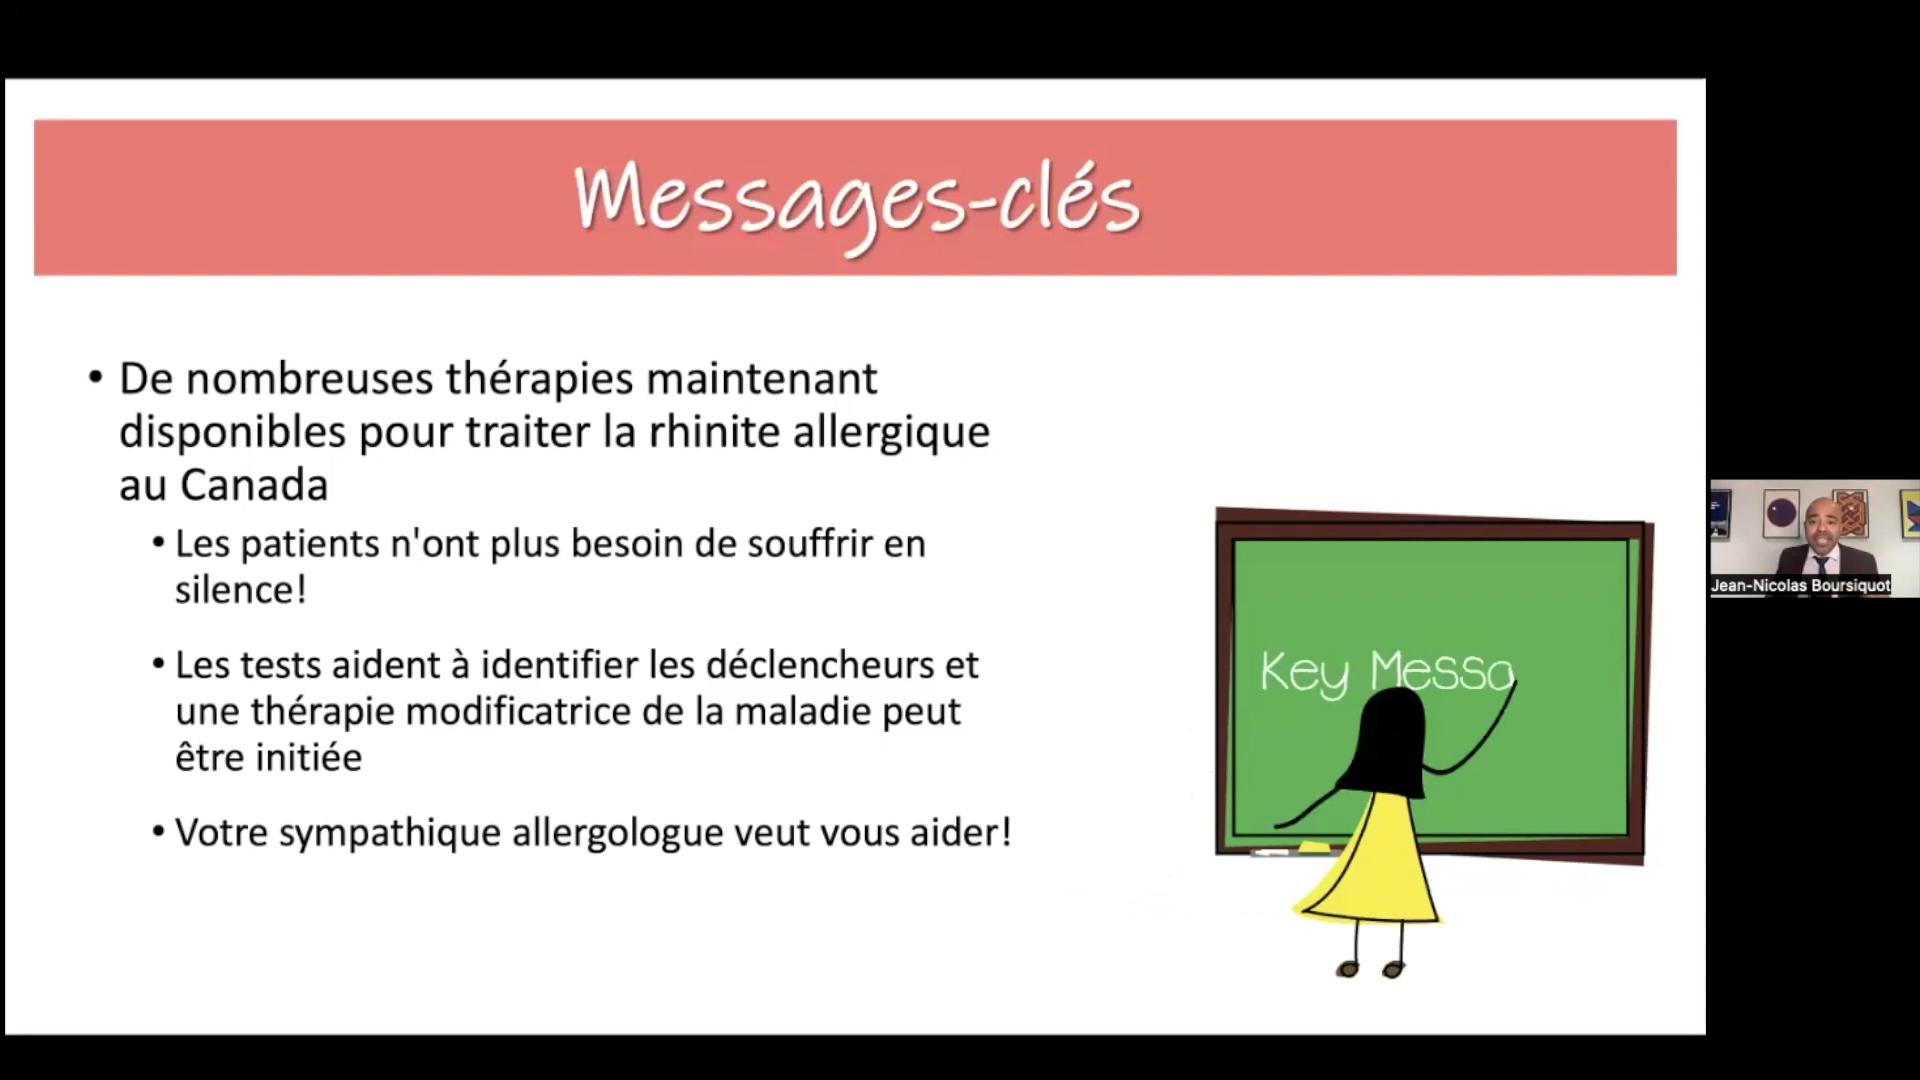 Messages-clés
• De nombreuses thérapies maintenant
disponibles pour traiter la rhinite allergique
au Canada
• Les patients n'ont plus besoin de souffrir en
silence!
• Les tests aident à identifier les déclencheurs et
une thérapie modificatrice de la maladie peut
être initiée
• Votre sympathique allergologue veut vous aider!
Key Messa
Jean-Nicolas Boursiquot